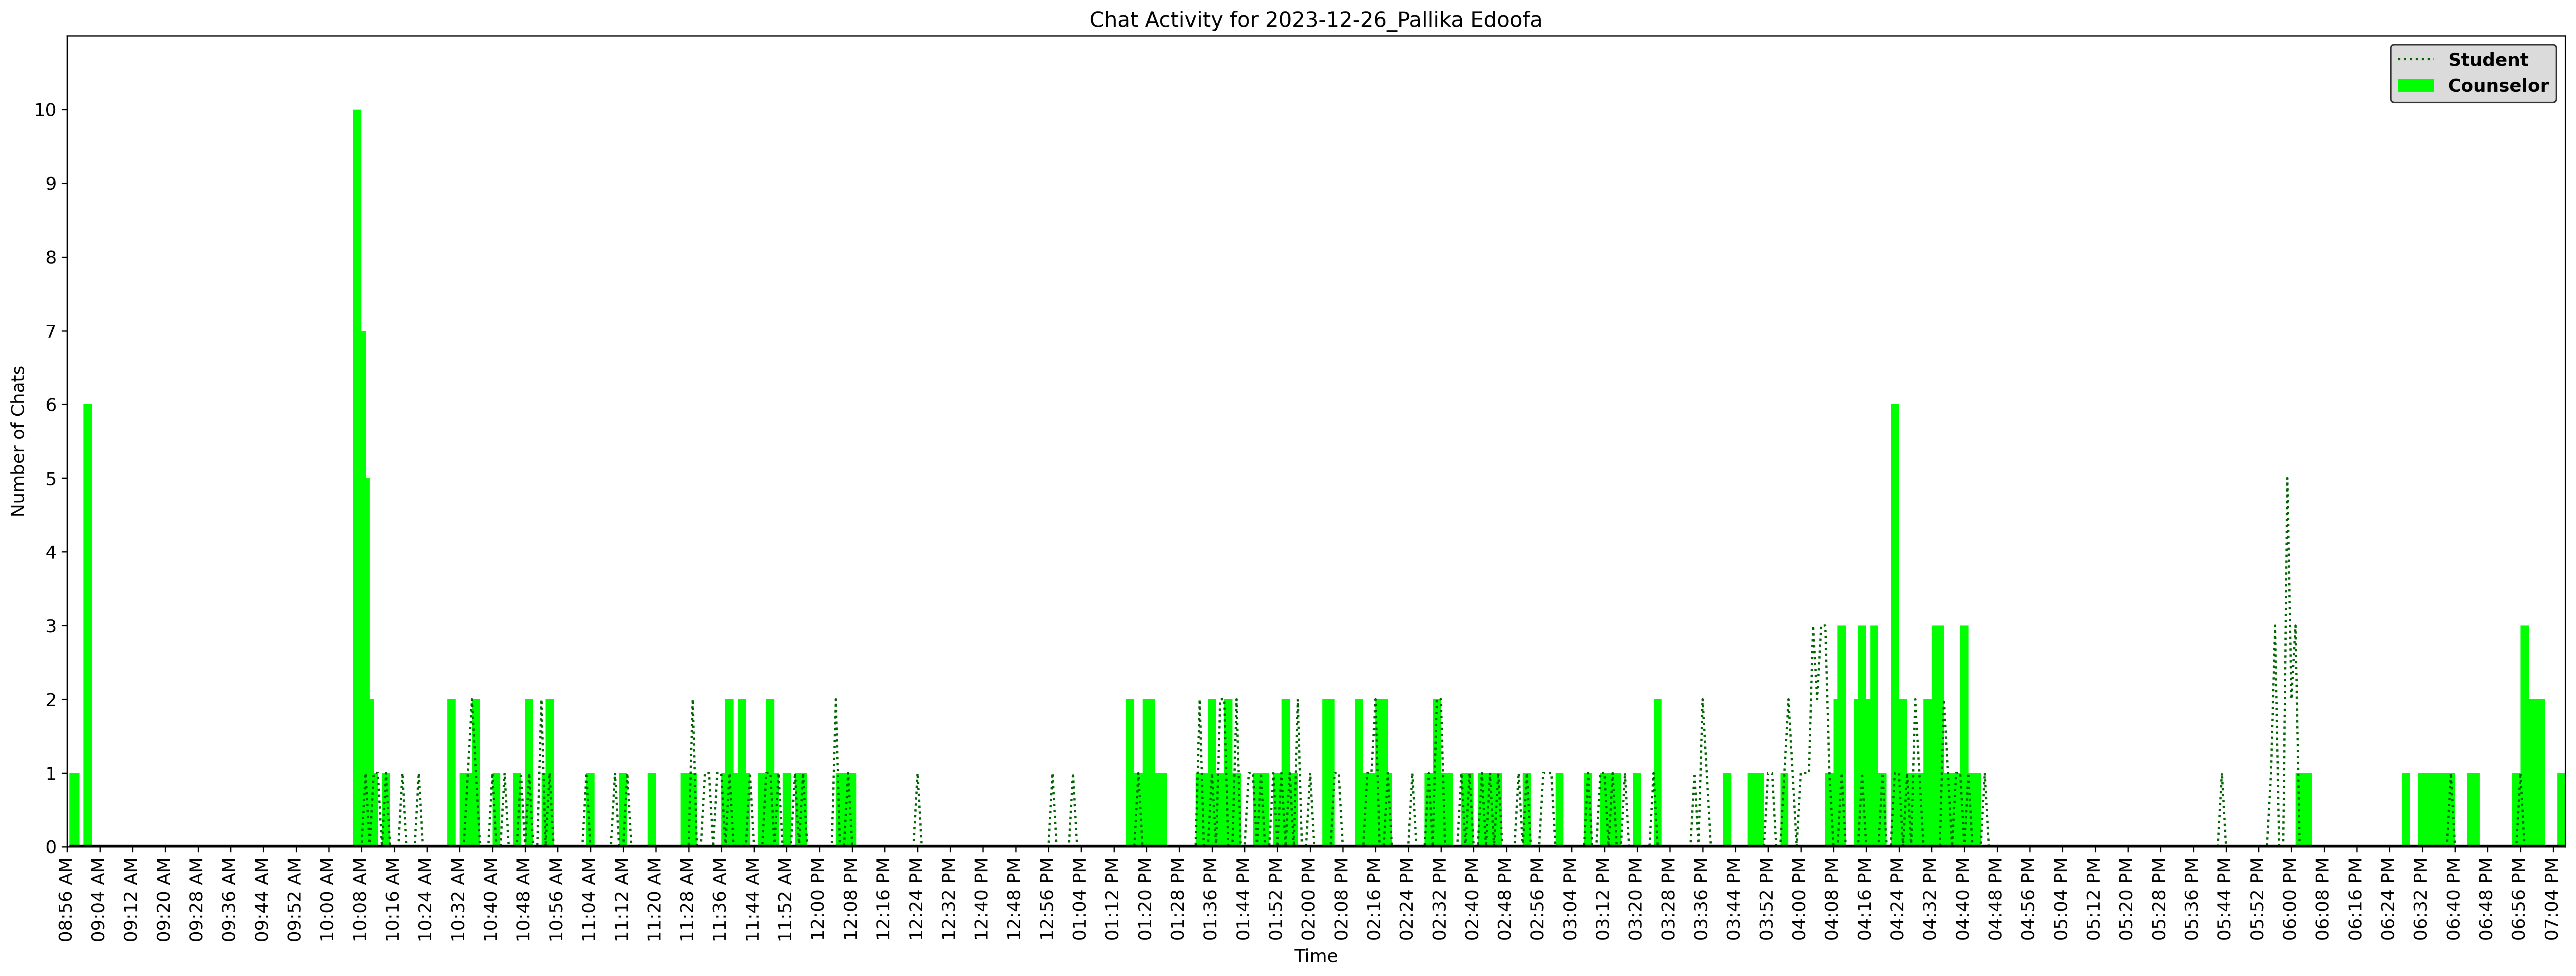 Chat Activity for 2023-12-26_Pallika Edoofa
Student
Counselor
Number of Chats
10
9
8
7
6
5
4
3
2
1
0
08:56 AM
09:04 AM
09:12 AM
09:20 AM
09:28 AM
09:36 AM
09:44 AM
09:52 AM
10:00 AM
10:08 AM
10:16 AM
10:24 AM
10:32 AM
10:40 AM
10:48 AM
10:56 AM
11:04 AM
11:12 AM
11:20 AM
11:28 AM
11:36 AM
11:44 AM
11:52 AM
12:00 PM
12:08 PM
12:16 PM
12:24 PM
12:32 PM
12:40 PM
12:48 PM
12:56 PM
01:04 PM
01:12 PM
01:20 PM
01:28 PM
01:36 PM
01:44 PM
01:52 PM
02:00 PM
02:08 PM
02:16 PM
02:24 PM
02:32 PM
02:40 PM
02:48 PM
02:56 PM
03:04 PM
03:12 PM
03:20 PM
03:28 PM
03:36 PM
03:44 PM
03:52 PM
04:00 PM
04:08 PM
04:16 PM
04:24 PM
04:32 PM
04:40 PM
04:48 PM
04:56 PM
05:04 PM
05:12 PM
05:20 PM
05:28 PM
05:36 PM
05:44 PM
05:52 PM
06:00 PM
06:08 PM
06:16 PM
06:24 PM
06:32 PM
06:40 PM
06:48 PM
06:56 PM
07:04 PM
Time